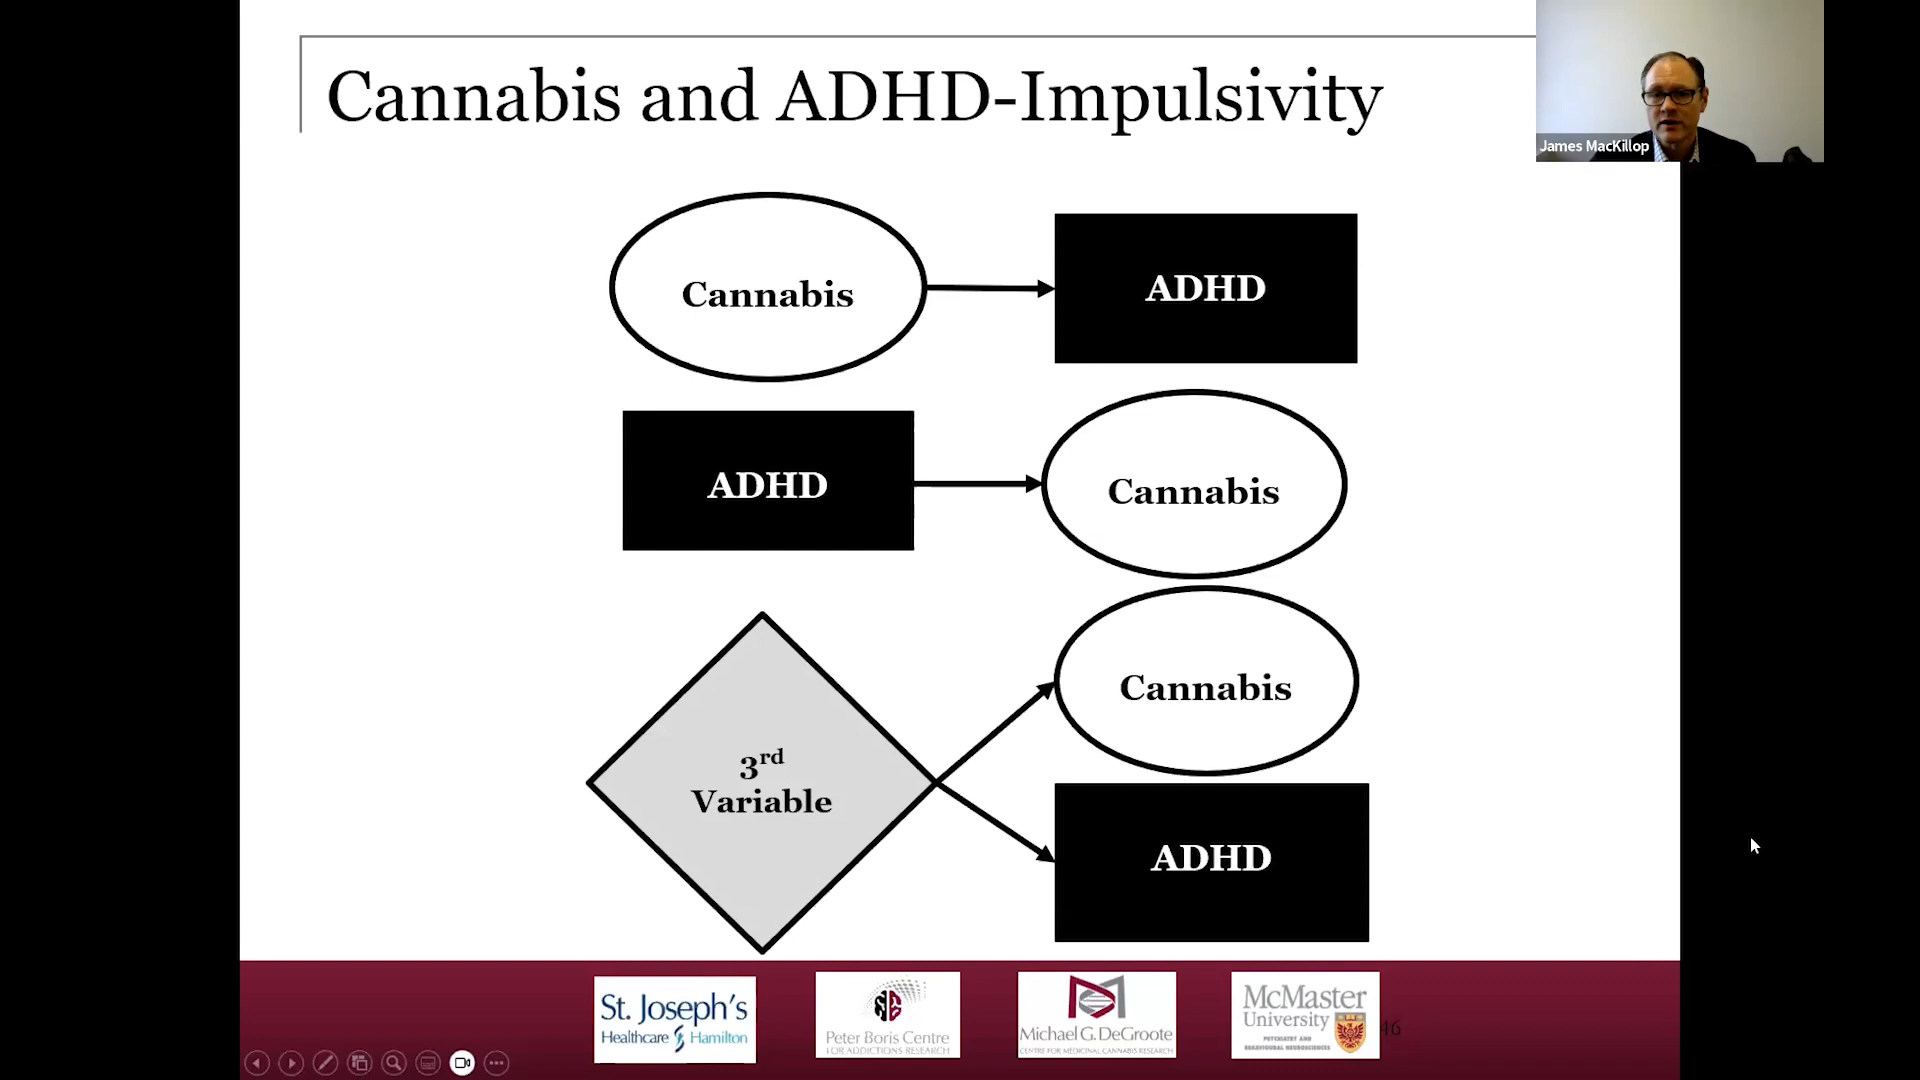 Cannabis and ADHD-Impulsivity
James MacKillop
Cannabis
ADHD
ADHD
Cannabis
3rd
Variable
Cannabis
ADHD
St. Joseph's
Healthcare Hamilton
Peter Boris Centre
FOR ADDICTIONS RESEARCH
Michael G. DeGroote
CENTRE FOR MEDICINAL CANNABIS RESEARCH
McMaster
University
PSYCHIATRY AND
BEHAVIOURAL NEUROSCIENCES
46